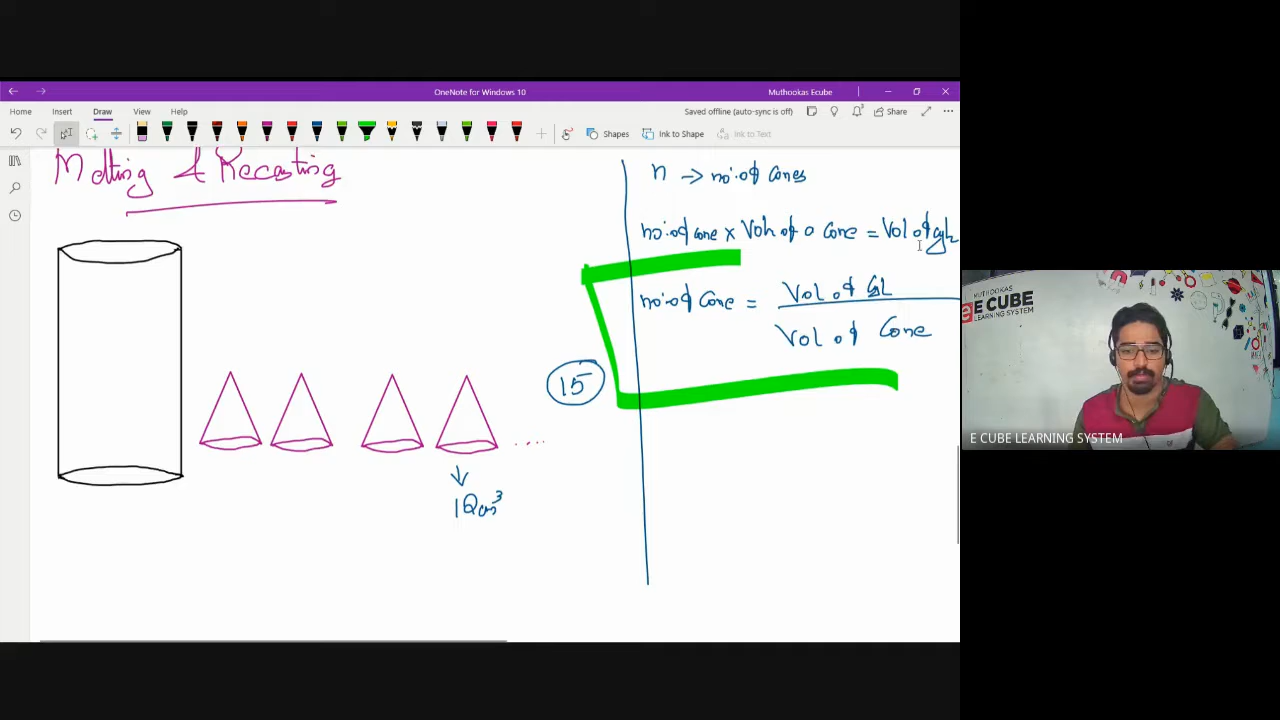 OneNote for Windows 10
Muthookas Ecube
Home Insert Draw View Help
Saved offline (auto-sync is off)
Share
Shapes
Ink to Shape
Ink to Text
Melting & Recasting
n → no. of Cones
no. of cone x Vol of a Cone = Vol of cyl
no. of Cone = Vol of Cyl
Vol of Cone
15
10cm³
MUTHOOKAS
E CUBE
LEARNING SYSTEM
E CUBE LEARNING SYSTEM